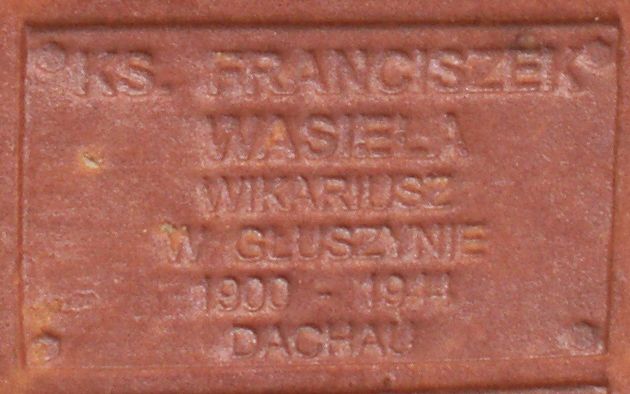 KS. FRANCISZEK
WASIELA
WIKARIUSZ
W GŁUSZYNIE
1900 - 1944
DACHAU